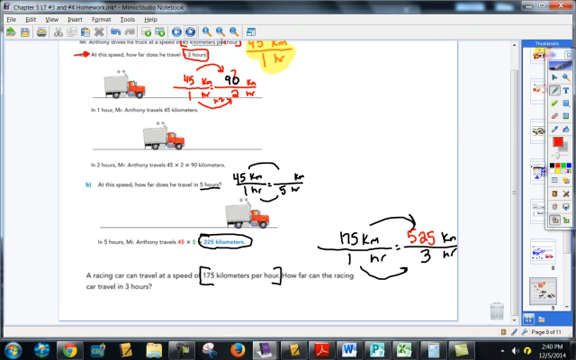 Chapter 5 LT #3 and #4 Homework.ink* - MimioStudio Notebook
File Edit View Insert Format Tools Help
Mr. Anthony drives his truck at a speed of 45 kilometers per hour.
45 km
1 hr
At this speed, how far does he travel in 2 hours?
45 km = 90 km
1 hr x2 2 hr
In 1 hour, Mr. Anthony travels 45 kilometers.
In 2 hours, Mr. Anthony travels 45 × 2 = 90 kilometers.
b) At this speed, how far does he travel in 5 hours?
45 km = km
1 hr 5 hr
In 5 hours, Mr. Anthony travels 45 × 5 225 kilometers.
175 km = 525 km
1 hr 3 hr
A racing car can travel at a speed of [175 kilometers per hour.] How far can the racing
car travel in 3 hours?
Thumbnails
Page 9 of 11
2:40 PM
12/5/2014